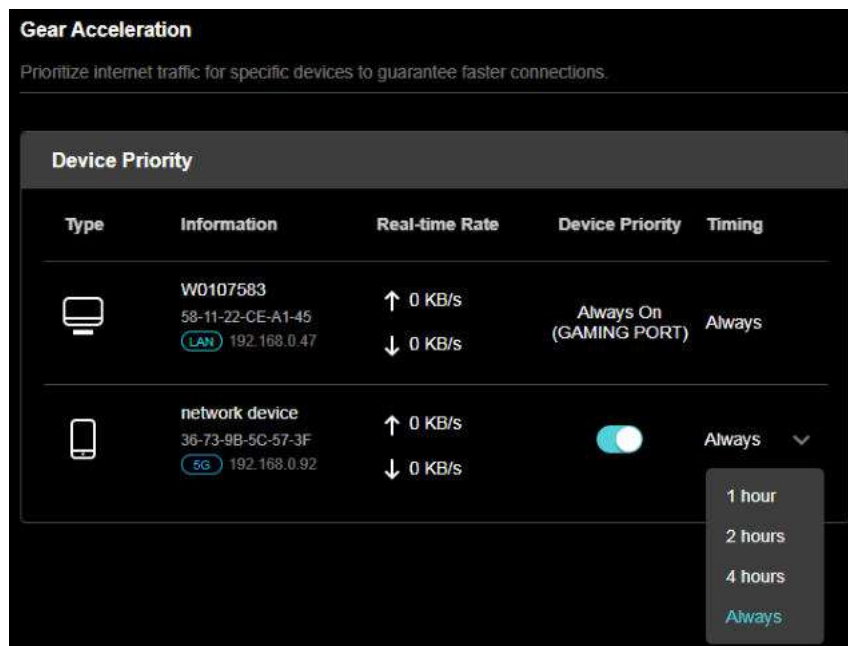 Gear Acceleration
Prioritize internet traffic for specific devices to guarantee faster connections.
Device Priority
Type Information Real-time Rate Device Priority Timing
W0107583
58-11-22-CE-A1-45
LAN 192.168.0.47
↑ 0 KB/s
↓ 0 KB/s
Always On
(GAMING PORT)
Always
network device
36-73-9B-5C-57-3F
5G 192.168.0.92
↑ 0 KB/s
↓ 0 KB/s
Always
1 hour
2 hours
4 hours
Always